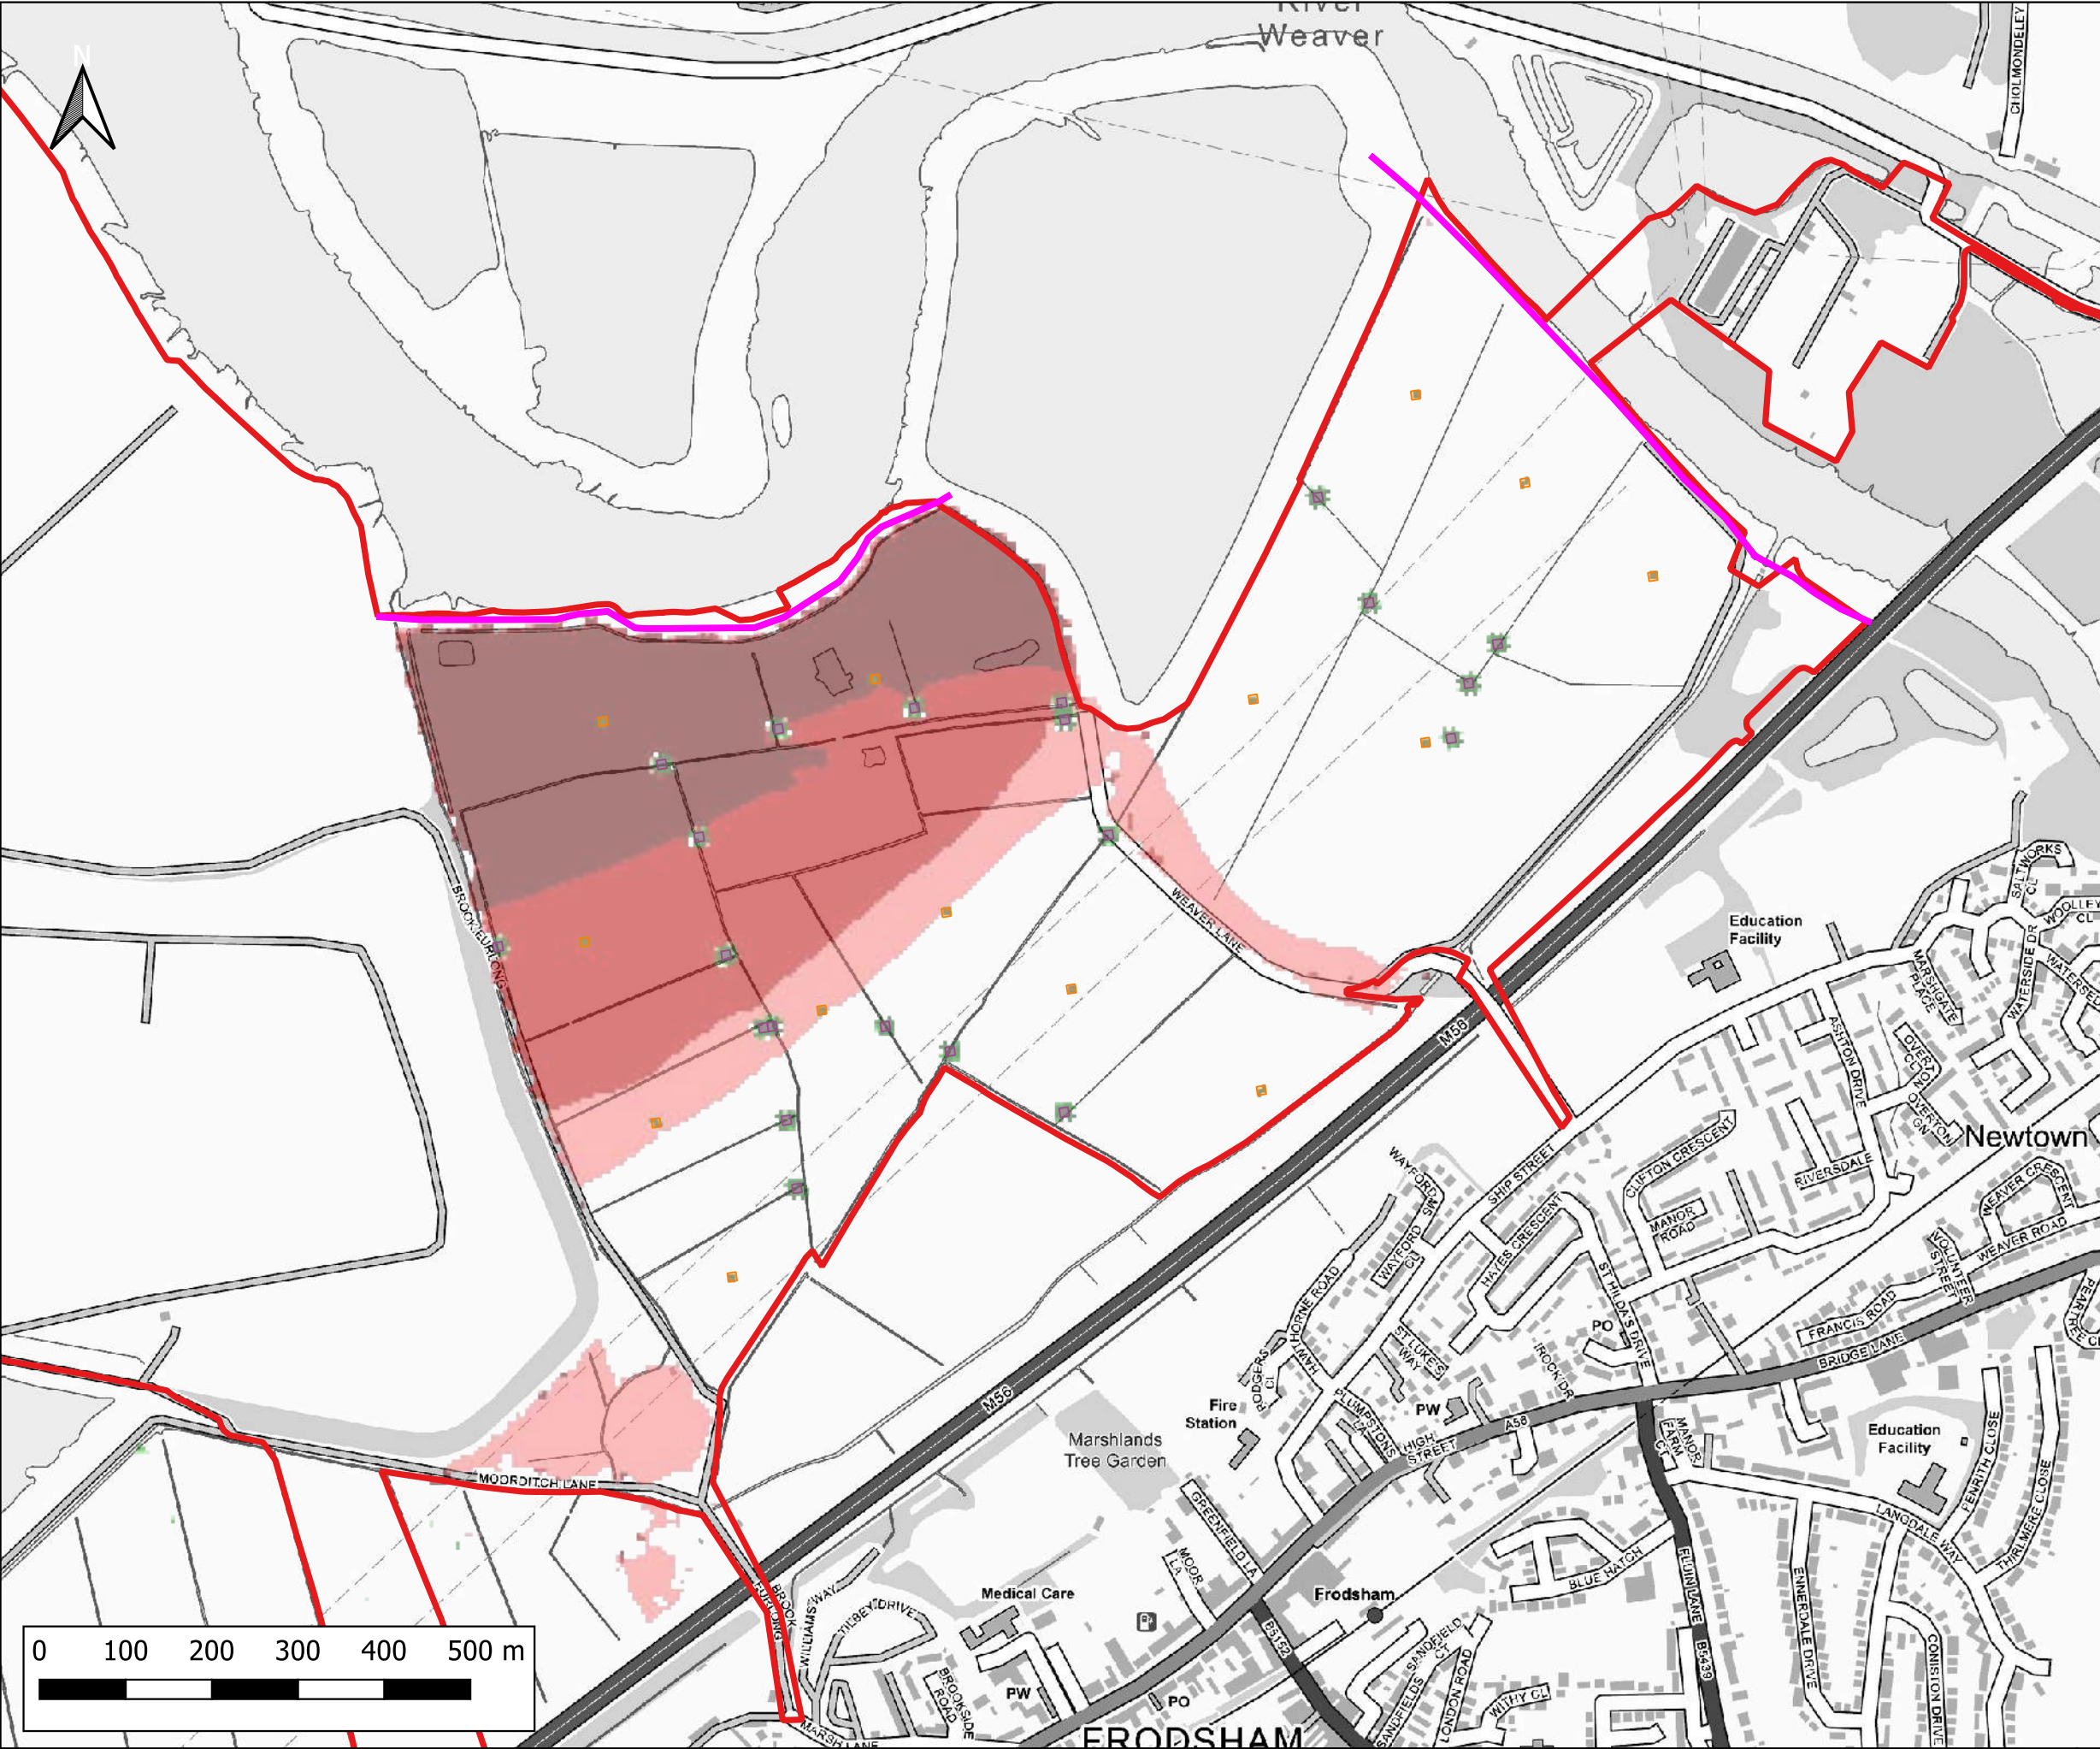 River
Weaver
N
CHOLMONDELEY
BROOK FURLONG
WEAVER LANE
M56
Education
Facility
SALTWORKS
CL
WOOLLEY
CL
WATERSIDE DR
MARSHGATE
PLACE
ASHTON DRIVE
OVERTON CL
OVERTON
GN
Newtown
RIVERSDALE
WEAVER CRESCENT
WEAVER ROAD
VOLUNTEER
STREET
CLIFTON CRESCENT
MANOR
ROAD
WAYFORD MS
WAYFORD
CL
SHIP STREET
HAYES CRESCENT
ST HILDA'S DRIVE
PO
FRANCIS ROAD
BRIDGE LANE
HAWTHORNE ROAD
RODGERS
CL
ST LUKES
WAY
PLUMPSTONS
LA
PW
HIGH
STREET
A56
Fire
Station
M56
Marshlands
Tree Garden
MANOR
FARM
CT
Education
Facility
PENRITH CLOSE
THIRLMERE CLOSE
LANGDALE WAY
MOORDITCH LANE
GREENFIELD LA
MOOR
LA
BLUE HATCH
FLUIN LANE
B5439
ENNERDALE DRIVE
CONISTON DRIVE
BROOK
FURLONG
WILLIAMS WAY
TILBEY DRIVE
Medical Care
Frodsham
B5152
SANDFIELD
CT
SANDFIELDS
LONDON ROAD
WITHY CL
BROOKSIDE
ROAD
PW
PO
MARSH LANE
FRODSHAM
0 100 200 300 400 500 m